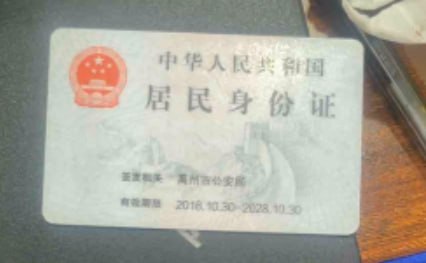 中华人民共和国
居民身份证
签发机关 禹州市公安局
有效期限 2018.10.30-2028.10.30